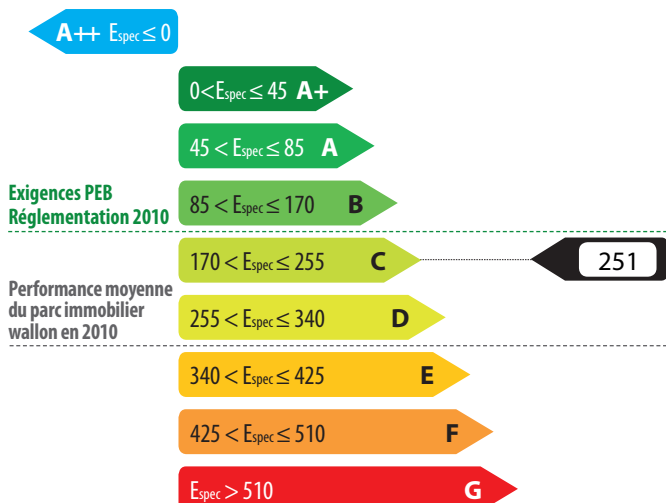 A++ Espec ≤ 0
0<Espec ≤ 45 A+
45 < Espec ≤ 85 A
Exigences PEB
Réglementation 2010
85 < Espec ≤ 170 B
170 < Espec ≤ 255 C
251
Performance moyenne
du parc immobilier
wallon en 2010
255 < Espec ≤ 340 D
340 < Espec ≤ 425 E
425 < Espec ≤ 510 F
Espec > 510 G